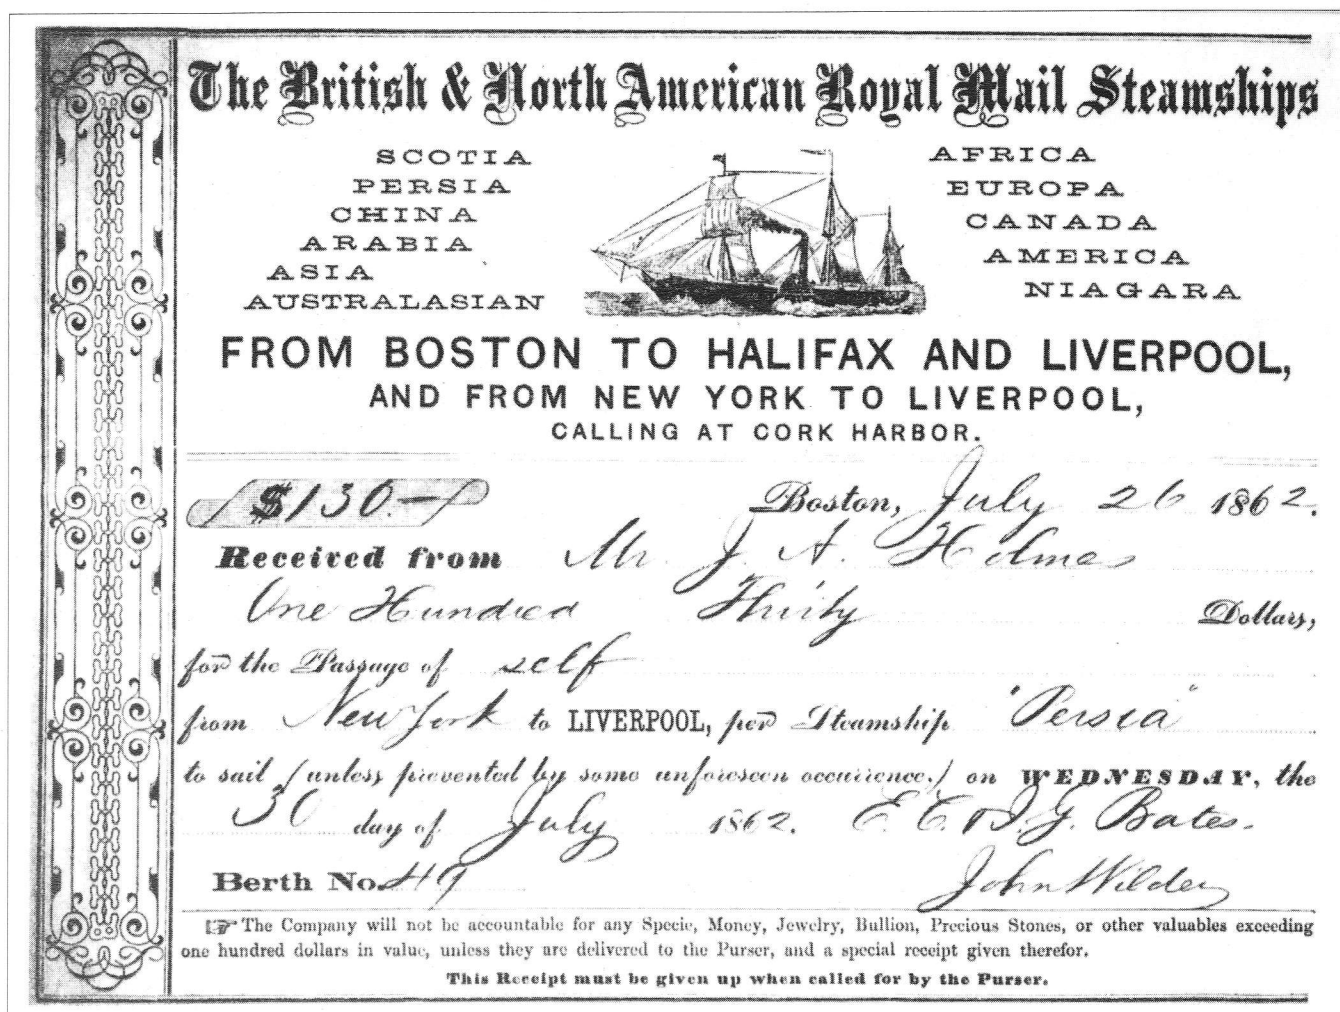 The British & North American Royal Mail Steamships
SCOTIA
PERSIA
CHINA
ARABIA
ASIA
AUSTRALASIAN
AFRICA
EUROPA
CANADA
AMERICA
NIAGARA
FROM BOSTON TO HALIFAX AND LIVERPOOL,
AND FROM NEW YORK TO LIVERPOOL,
CALLING AT CORK HARBOR.
$130.—
Boston, July 26 1862.
Received from Mr J. A. Holmes
One Hundred Thirty Dollars,
for the Passage of self
from New York to LIVERPOOL, per Steamship "Persia"
to sail (unless prevented by some unforeseen occurrence,) on WEDNESDAY, the
30 day of July 1862. E. C. & J. G. Bates.
Berth No. 49 John Wilder
☞ The Company will not be accountable for any Specie, Money, Jewelry, Bullion, Precious Stones, or other valuables exceeding
one hundred dollars in value, unless they are delivered to the Purser, and a special receipt given therefor.
This Receipt must be given up when called for by the Purser.